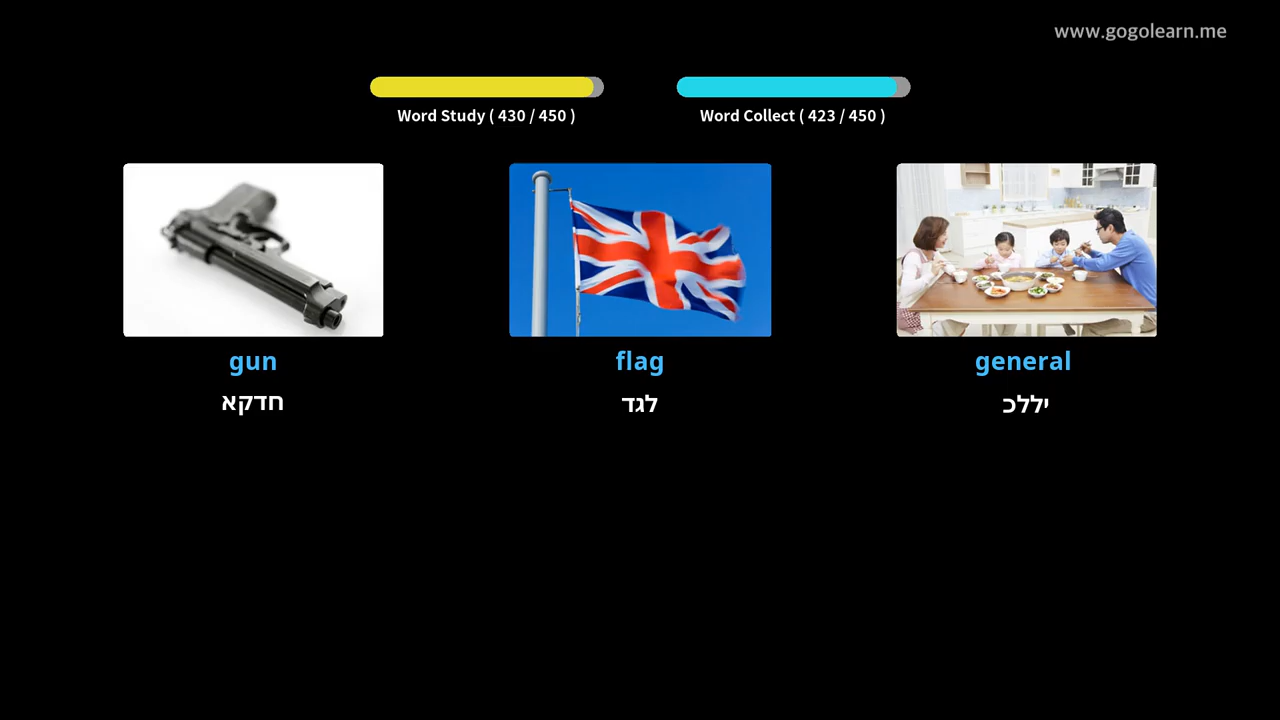 www.gogolearn.me
Word Study ( 430 / 450 )
Word Collect ( 423 / 450 )
gun
חדקא
flag
לגד
general
יללכ